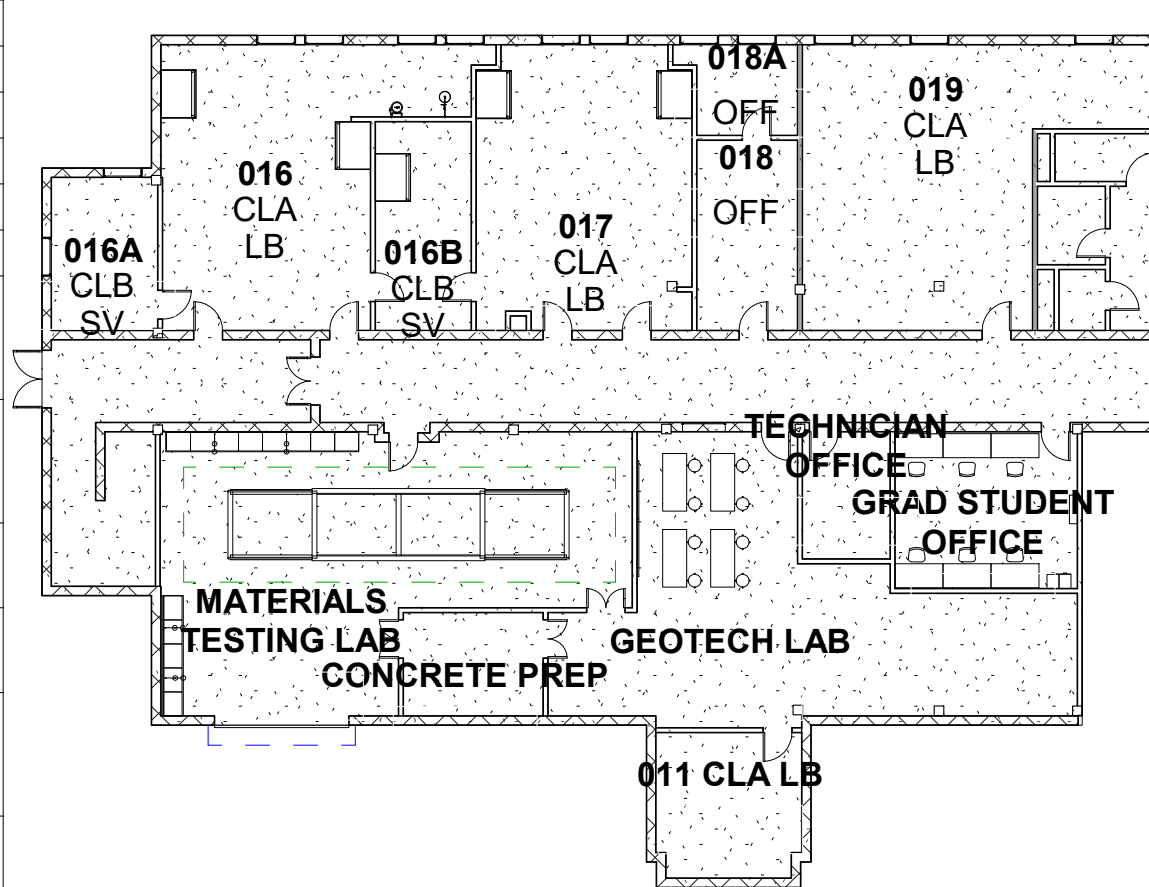 018A
OFF
019
CLA
LB
018
OFF
016
CLA
LB
017
CLA
LB
016A
CLB
SV
016B
CLB
SV
TECHNICIAN
OFFICE
GRAD STUDENT
OFFICE
MATERIALS
TESTING LAB
CONCRETE PREP
GEOTECH LAB
011 CLA LB